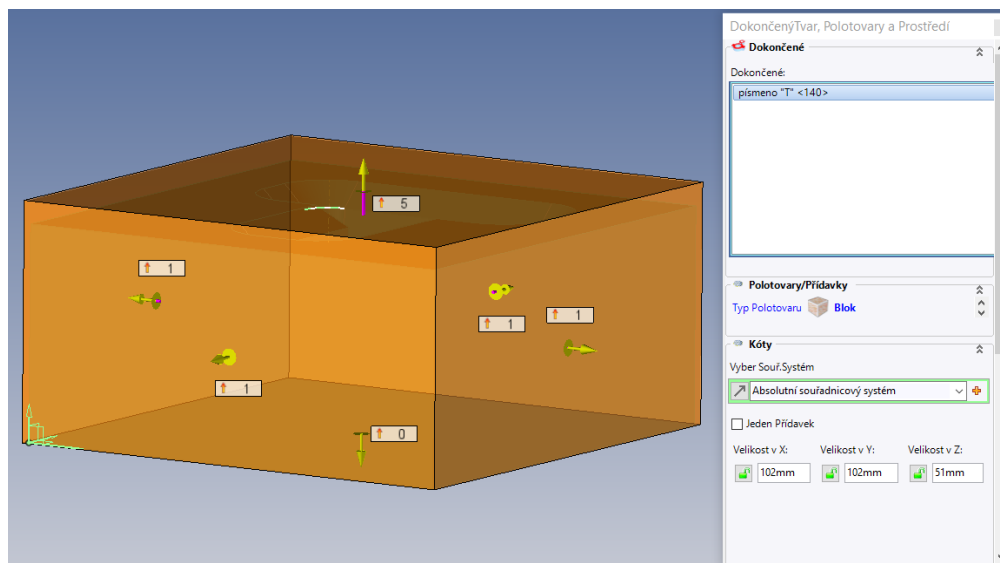 DokončenýTvar, Polotovary a Prostředí
Dokončené
Dokončené:
písmeno "T" <140>
Polotovary/Přídavky
Typ Polotovaru Blok
Kóty
Vyber Souř.Systém
Absolutní souřadnicový systém
Jeden Přídavek
Velikost v X: Velikost v Y: Velikost v Z:
102mm 102mm 51mm
5
1
1
1
1
0